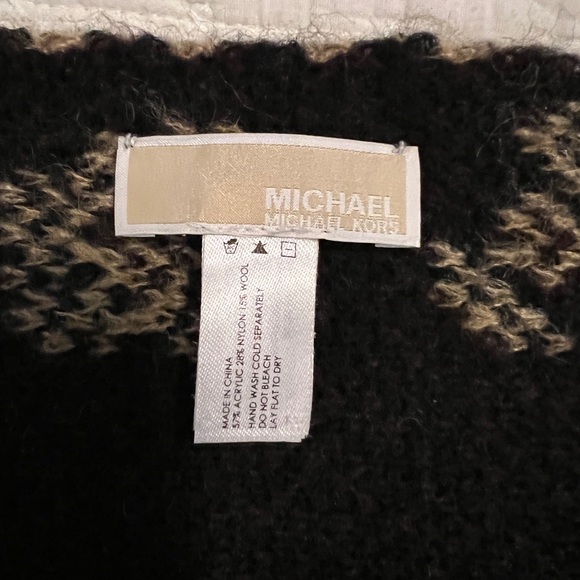 MICHAEL
MICHAEL KORS
MADE IN CHINA
57% ACRYLIC 28% NYLON 15% WOOL
HAND WASH COLD SEPARATELY
DO NOT BLEACH
LAY FLAT TO DRY